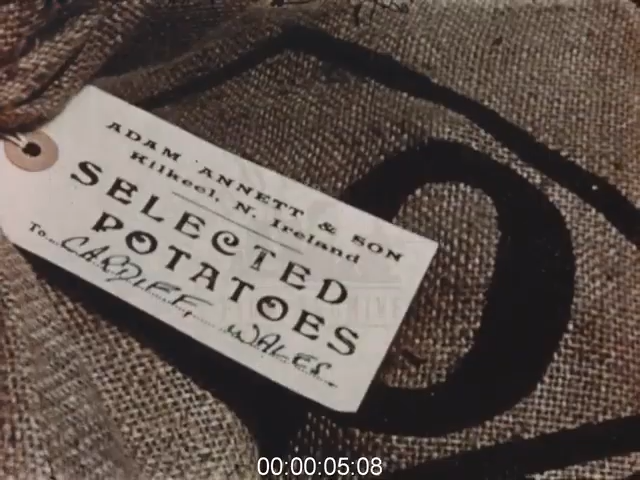 ADAM ANNETT & SON
Kilkeel, N. Ireland
SELECTED
POTATOES
To CARDIFF, WALES
O
00:00:05:08